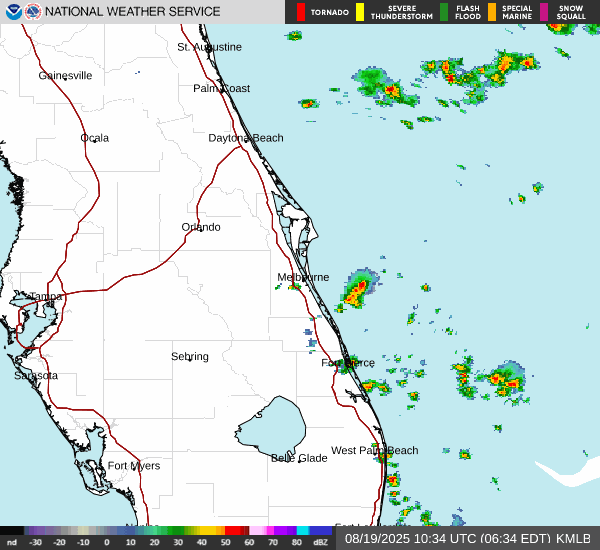 NATIONAL WEATHER SERVICE
TORNADO
SEVERE THUNDERSTORM
FLASH FLOOD
SPECIAL MARINE
SNOW SQUALL
St. Augustine
Gainesville
Palm Coast
Ocala
Daytona Beach
Orlando
Melbourne
Tampa
Sebring
Fort Pierce
Sarasota
West Palm Beach
Belle Glade
Fort Myers
nd -30 -20 -10 0 10 20 30 40 50 60 70 80 dBZ
08/19/2025 10:34 UTC (06:34 EDT) KMLB